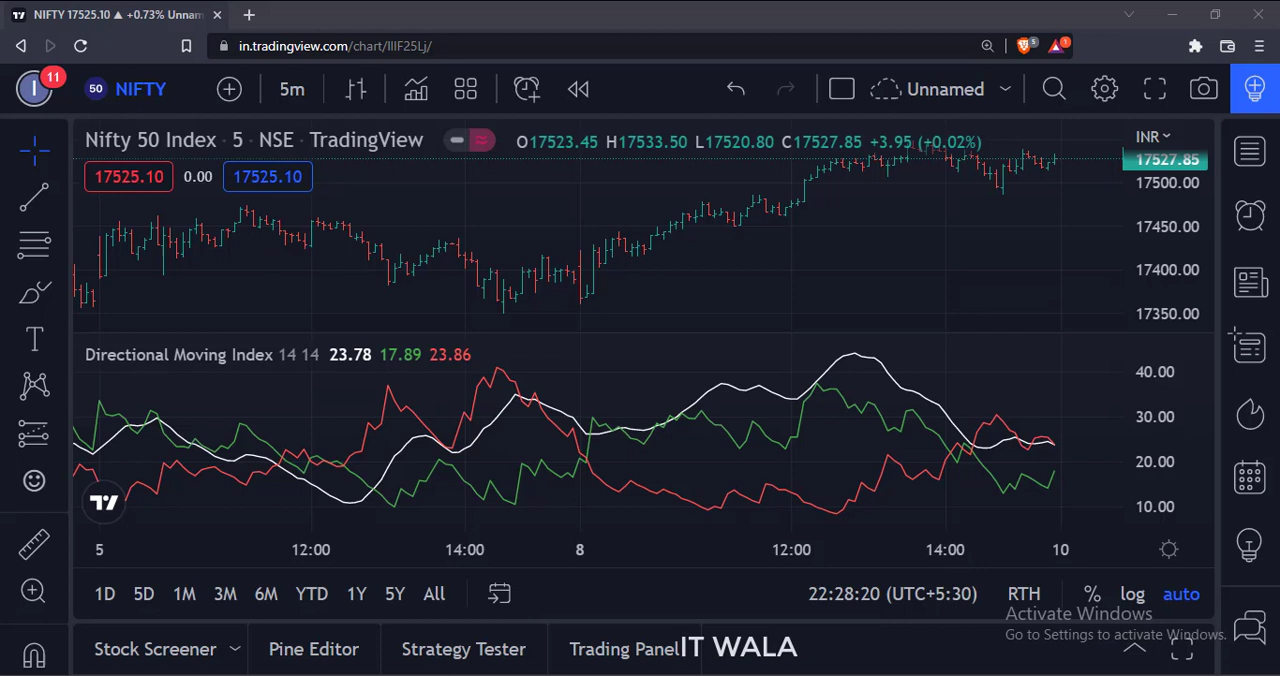 NIFTY 17525.10 ▲ +0.73% Unnam
in.tradingview.com/chart/IIIF25Lj/
5
1
11
I
50 NIFTY
5m
Unnamed
Nifty 50 Index · 5 · NSE · TradingView
O17523.45 H17533.50 L17520.80 C17527.85 +3.95 (+0.02%)
INR
17525.10 0.00 17525.10
17527.85
17500.00
17450.00
17400.00
17350.00
Directional Moving Index 14 14 23.78 17.89 23.86
40.00
30.00
20.00
10.00
5 12:00 14:00 8 12:00 14:00 10
1D 5D 1M 3M 6M YTD 1Y 5Y All
22:28:20 (UTC+5:30) RTH % log auto
Activate Windows
Go to Settings to activate Windows.
Stock Screener Pine Editor Strategy Tester Trading Panel
IT WALA